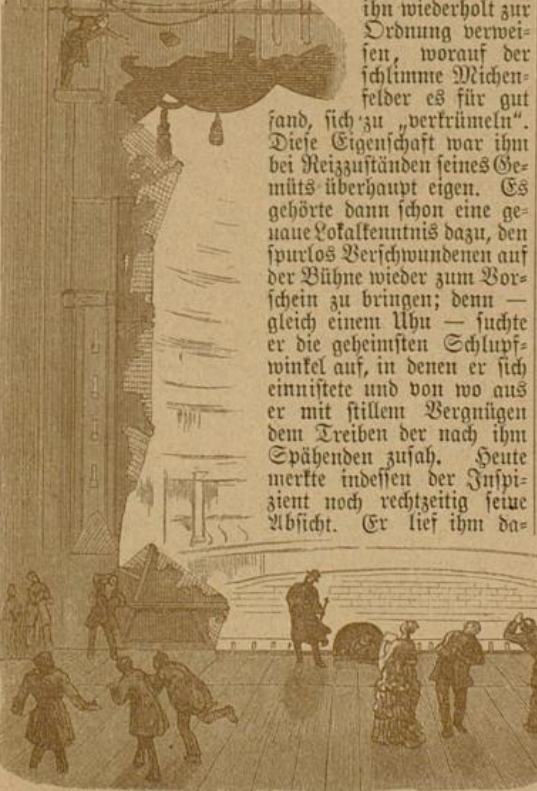 ihn wiederholt zur
Ordnung verwei-
sen, worauf der
schlimme Michen-
felder es für gut
fand, sich zu „verkrümeln“.
Diese Eigenschaft war ihm
bei Reizzuständen seines Ge-
müts überhaupt eigen. Es
gehörte dann schon eine ge-
naue Lokalkenntnis dazu, den
spurlos Verschwundenen auf
der Bühne wieder zum Vor-
schein zu bringen; denn —
gleich einem Uhu — suchte
er die geheimsten Schlupf-
winkel auf, in denen er sich
einnistete und von wo aus
er mit stillem Vergnügen
dem Treiben der nach ihm
Spähenden zusah. Heute
merkte indessen der Inspi-
zient noch rechtzeitig seine
Absicht. Er lief ihm da-